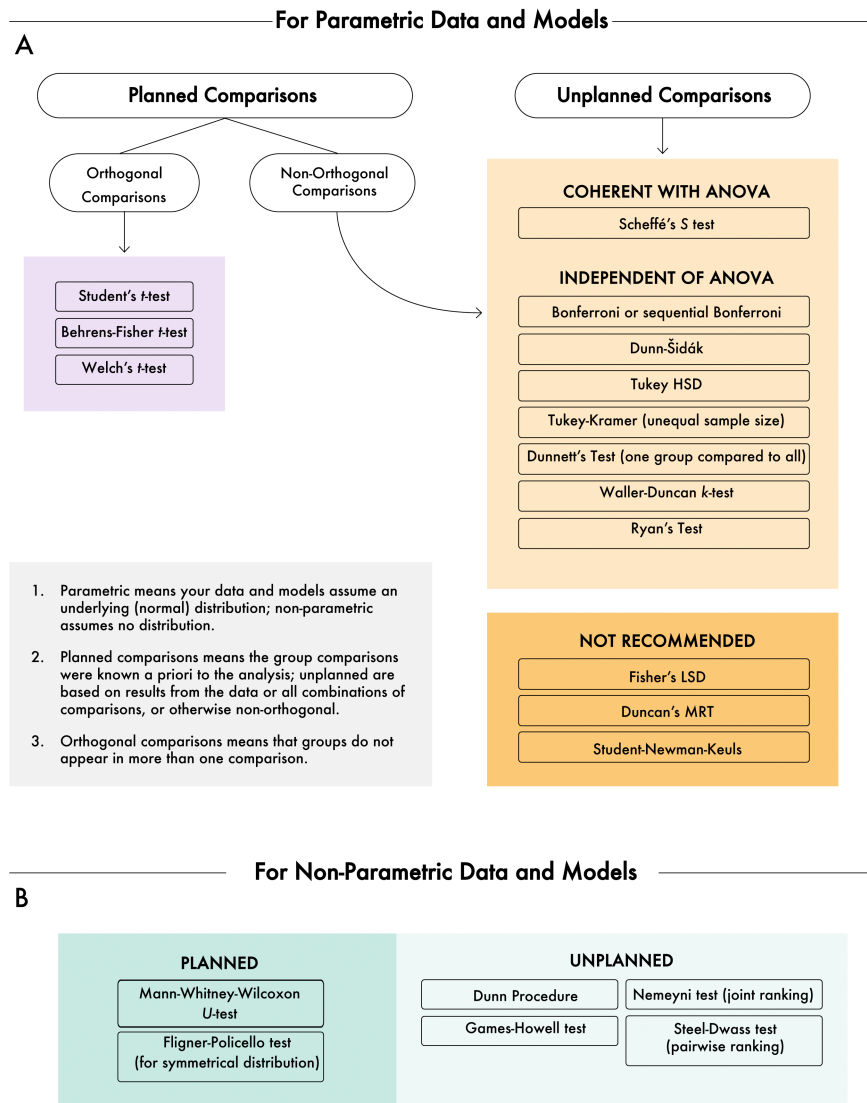 For Parametric Data and Models
A
Planned Comparisons
Unplanned Comparisons
Orthogonal
Comparisons
Non-Orthogonal
Comparisons
Student's t-test
Behrens-Fisher t-test
Welch's t-test
COHERENT WITH ANOVA
Scheffé's S test
INDEPENDENT OF ANOVA
Bonferroni or sequential Bonferroni
Dunn-Šidák
Tukey HSD
Tukey-Kramer (unequal sample size)
Dunnett's Test (one group compared to all)
Waller-Duncan k-test
Ryan's Test
1. Parametric means your data and models assume an
underlying (normal) distribution; non-parametric
assumes no distribution.
2. Planned comparisons means the group comparisons
were known a priori to the analysis; unplanned are
based on results from the data or all combinations of
comparisons, or otherwise non-orthogonal.
3. Orthogonal comparisons means that groups do not
appear in more than one comparison.
NOT RECOMMENDED
Fisher's LSD
Duncan's MRT
Student-Newman-Keuls
For Non-Parametric Data and Models
B
PLANNED
Mann-Whitney-Wilcoxon
U-test
Fligner-Policello test
(for symmetrical distribution)
UNPLANNED
Dunn Procedure
Nemeyni test (joint ranking)
Games-Howell test
Steel-Dwass test
(pairwise ranking)